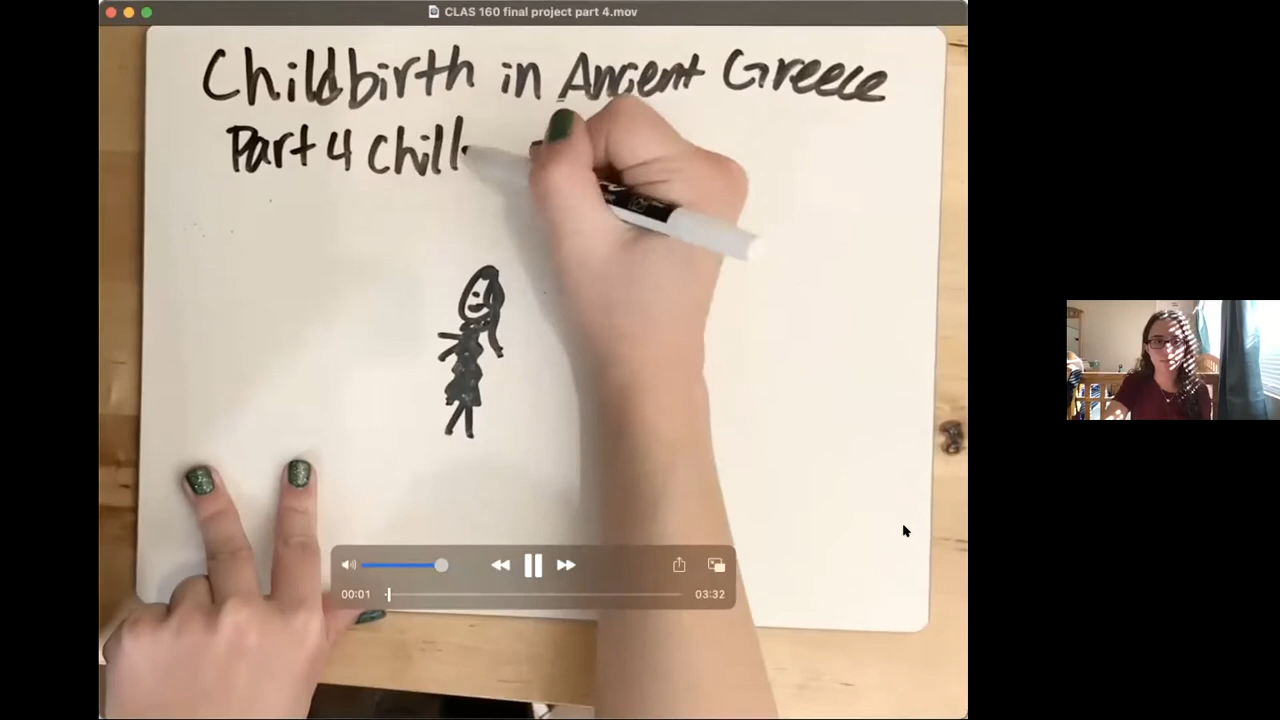 CLAS 160 final project part 4.mov
Childbirth in Ancient Greece
Part 4 Chil
00:01
03:32